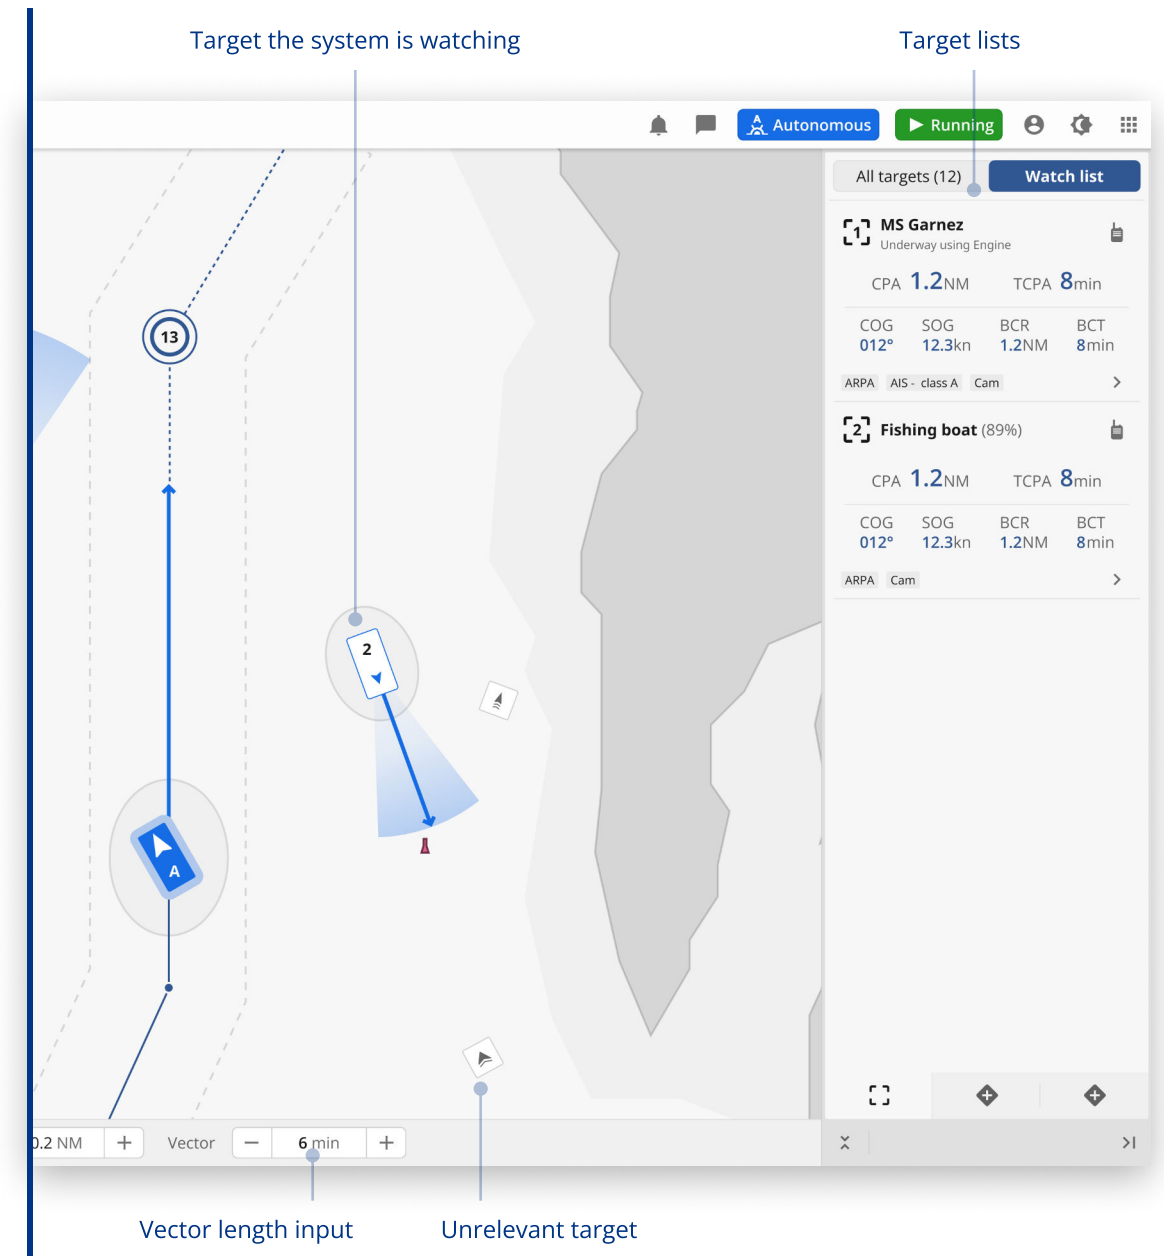 Target the system is watching
Target lists
Autonomous
Running
All targets (12)
Watch list
1
MS Garnez
Underway using Engine
CPA 1.2NM TCPA 8min
COG SOG BCR BCT
012° 12.3kn 1.2NM 8min
ARPA AIS - class A Cam
13
2
Fishing boat (89%)
CPA 1.2NM TCPA 8min
COG SOG BCR BCT
012° 12.3kn 1.2NM 8min
ARPA Cam
2
A
0.2 NM + Vector − 6 min +
Vector length input
Unrelevant target